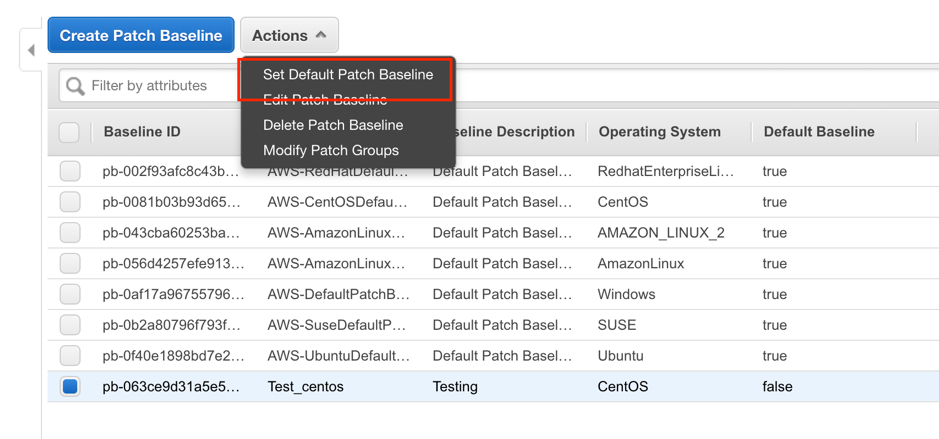 Create Patch Baseline Actions
Set Default Patch Baseline
Filter by attributes
Edit Patch Baseline
Delete Patch Baseline
Modify Patch Groups
Baseline ID seline Description Operating System Default Baseline
pb-002f93afc8c43b... AWS-RedHatDefaul... Default Patch Basel... RedhatEnterpriseLi... true
pb-0081b03b93d65... AWS-CentOSDefau... Default Patch Basel... CentOS true
pb-043cba60253ba... AWS-AmazonLinux... Default Patch Basel... AMAZON_LINUX_2 true
pb-056d4257efe913... AWS-AmazonLinux... Default Patch Basel... AmazonLinux true
pb-0af17a96755796... AWS-DefaultPatchB... Default Patch Basel... Windows true
pb-0b2a80796f793f... AWS-SuseDefaultP... Default Patch Basel... SUSE true
pb-0f40e1898bd7e2... AWS-UbuntuDefault... Default Patch Basel... Ubuntu true
pb-063ce9d31a5e5... Test_centos Testing CentOS false